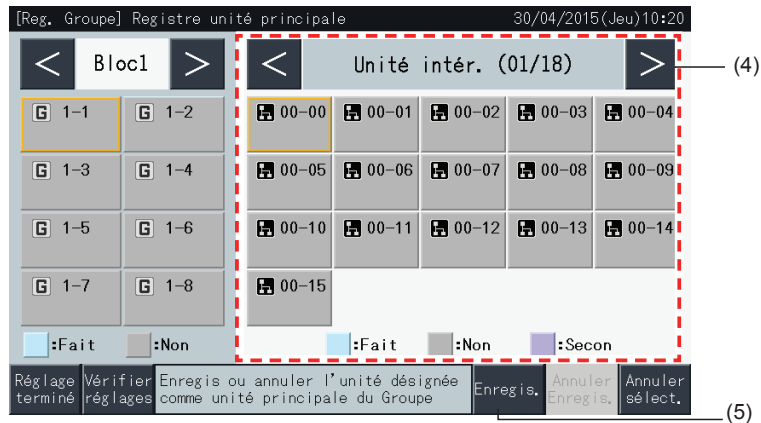 [Reg. Groupe] Registre unité principale 30/04/2015(Jeu)10:20
< Bloc1 > < Unité intér. (01/18) > (4)
G 1-1 G 1-2 00-00 00-01 00-02 00-03 00-04
G 1-3 G 1-4 00-05 00-06 00-07 00-08 00-09
G 1-5 G 1-6 00-10 00-11 00-12 00-13 00-14
G 1-7 G 1-8 00-15
:Fait :Non :Fait :Non :Secon
Réglage terminé
Vérifier réglages
Enregis ou annuler l'unité désignée
comme unité principale du Groupe
Enregis.
Annuler Enregis.
Annuler sélect.
(5)